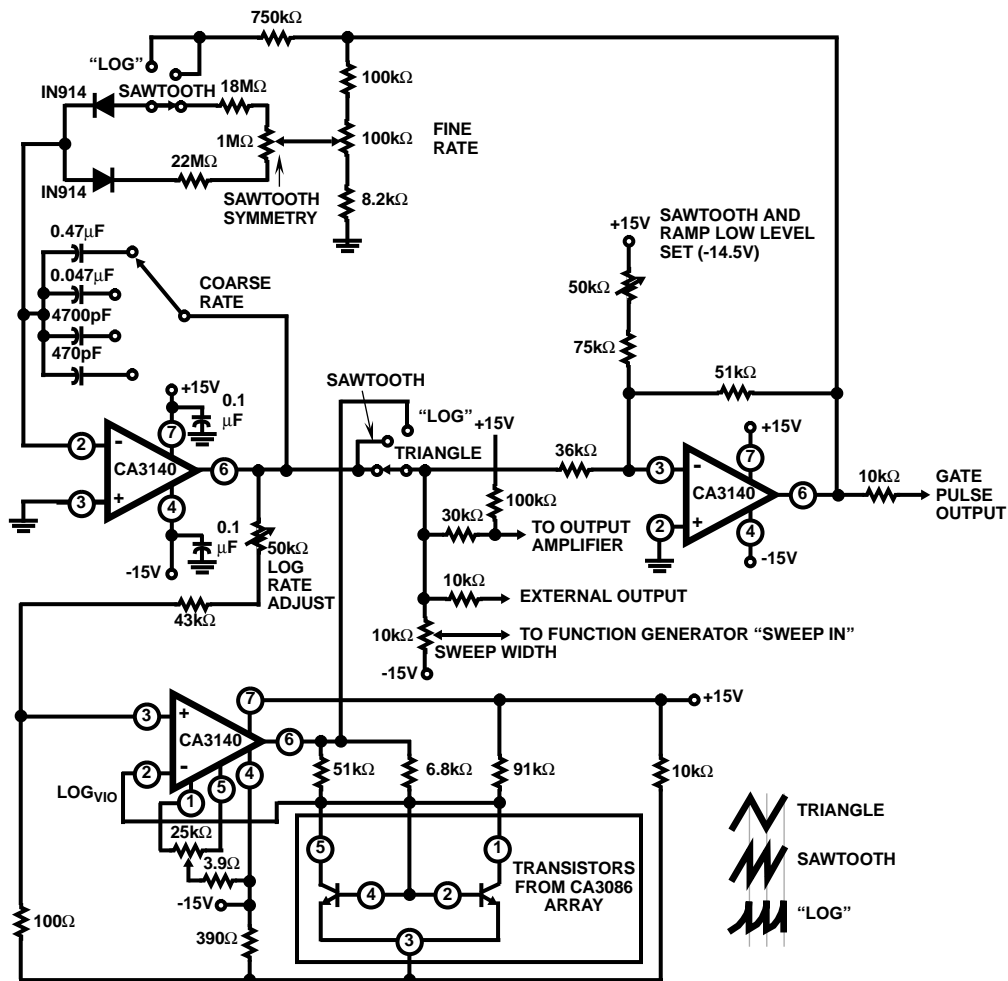 750kΩ
“LOG”
IN914
SAWTOOTH
18MΩ
100kΩ
1MΩ
100kΩ
FINE
RATE
22MΩ
IN914
SAWTOOTH
SYMMETRY
8.2kΩ
0.47μF
0.047μF
4700pF
470pF
COARSE
RATE
+15V
SAWTOOTH AND
RAMP LOW LEVEL
SET (-14.5V)
50kΩ
75kΩ
51kΩ
+15V
0.1
μF
7
2
-
CA3140
6
3
+
4
0.1
μF
-15V
SAWTOOTH
“LOG”
+15V
TRIANGLE
36kΩ
100kΩ
30kΩ
TO OUTPUT
AMPLIFIER
+15V
7
3
-
CA3140
6
2
+
4
-15V
10kΩ
GATE
PULSE
OUTPUT
50kΩ
LOG
RATE
ADJUST
43kΩ
10kΩ
EXTERNAL OUTPUT
10kΩ
TO FUNCTION GENERATOR “SWEEP IN”
SWEEP WIDTH
-15V
+15V
7
3
+
CA3140
6
2
-
4
5
1
LOGVIO
25kΩ
3.9Ω
-15V
100Ω
390Ω
51kΩ
6.8kΩ
91kΩ
10kΩ
5
1
4
2
3
TRANSISTORS
FROM CA3086
ARRAY
TRIANGLE
SAWTOOTH
“LOG”